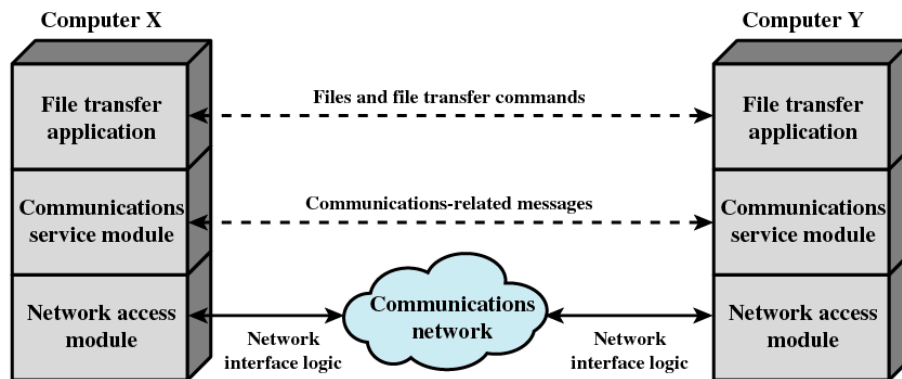 Computer X
Computer Y
File transfer
application
Files and file transfer commands
File transfer
application
Communications
service module
Communications-related messages
Communications
service module
Network access
module
Network
interface logic
Communications
network
Network
interface logic
Network access
module